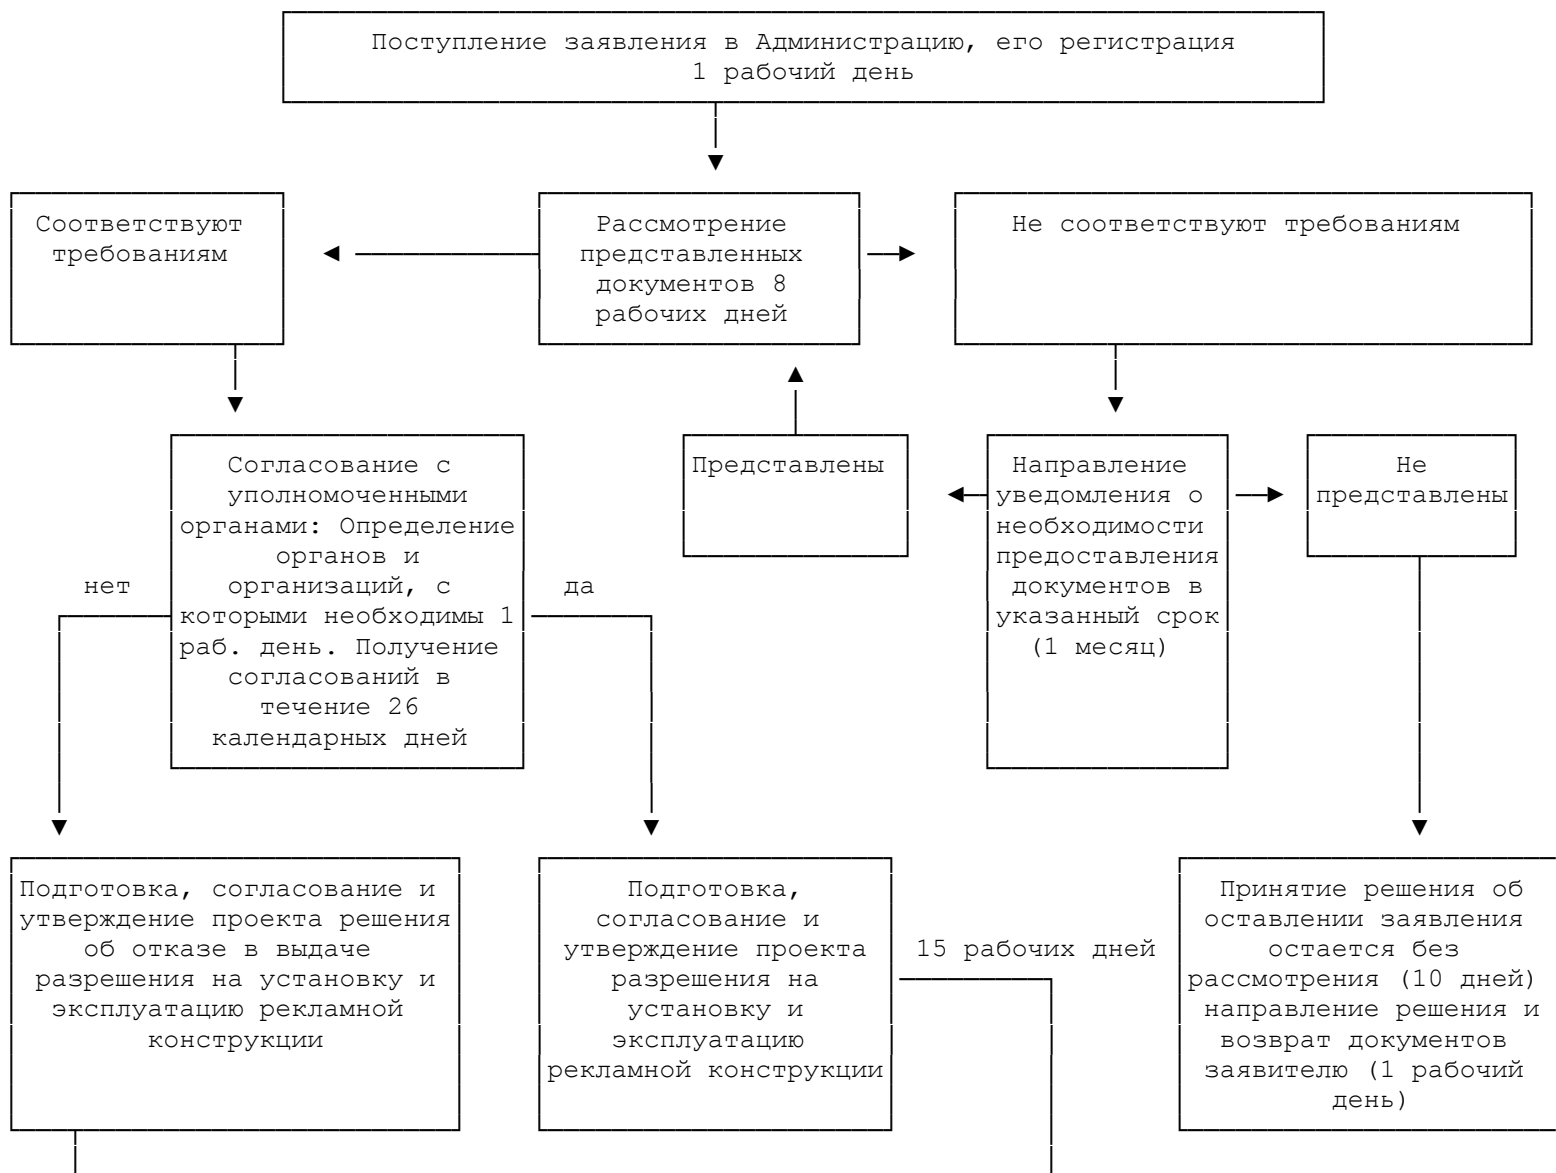 Поступление заявления в Администрацию, его регистрация
1 рабочий день
Соответствуют
требованиям
Рассмотрение
представленных
документов 8
рабочих дней
Не соответствуют требованиям
Согласование с
уполномоченными
органами: Определение
органов и
организаций, с
которыми необходимы 1
раб. день. Получение
согласований в
течение 26
календарных дней
нет
да
Представлены
Направление
уведомления о
необходимости
предоставления
документов в
указанный срок
(1 месяц)
Не
представлены
Подготовка, согласование и
утверждение проекта решения
об отказе в выдаче
разрешения на установку и
эксплуатацию рекламной
конструкции
Подготовка,
согласование и
утверждение проекта
разрешения на
установку и
эксплуатацию
рекламной конструкции
15 рабочих дней
Принятие решения об
оставлении заявления
остается без
рассмотрения (10 дней)
направление решения и
возврат документов
заявителю (1 рабочий
день)